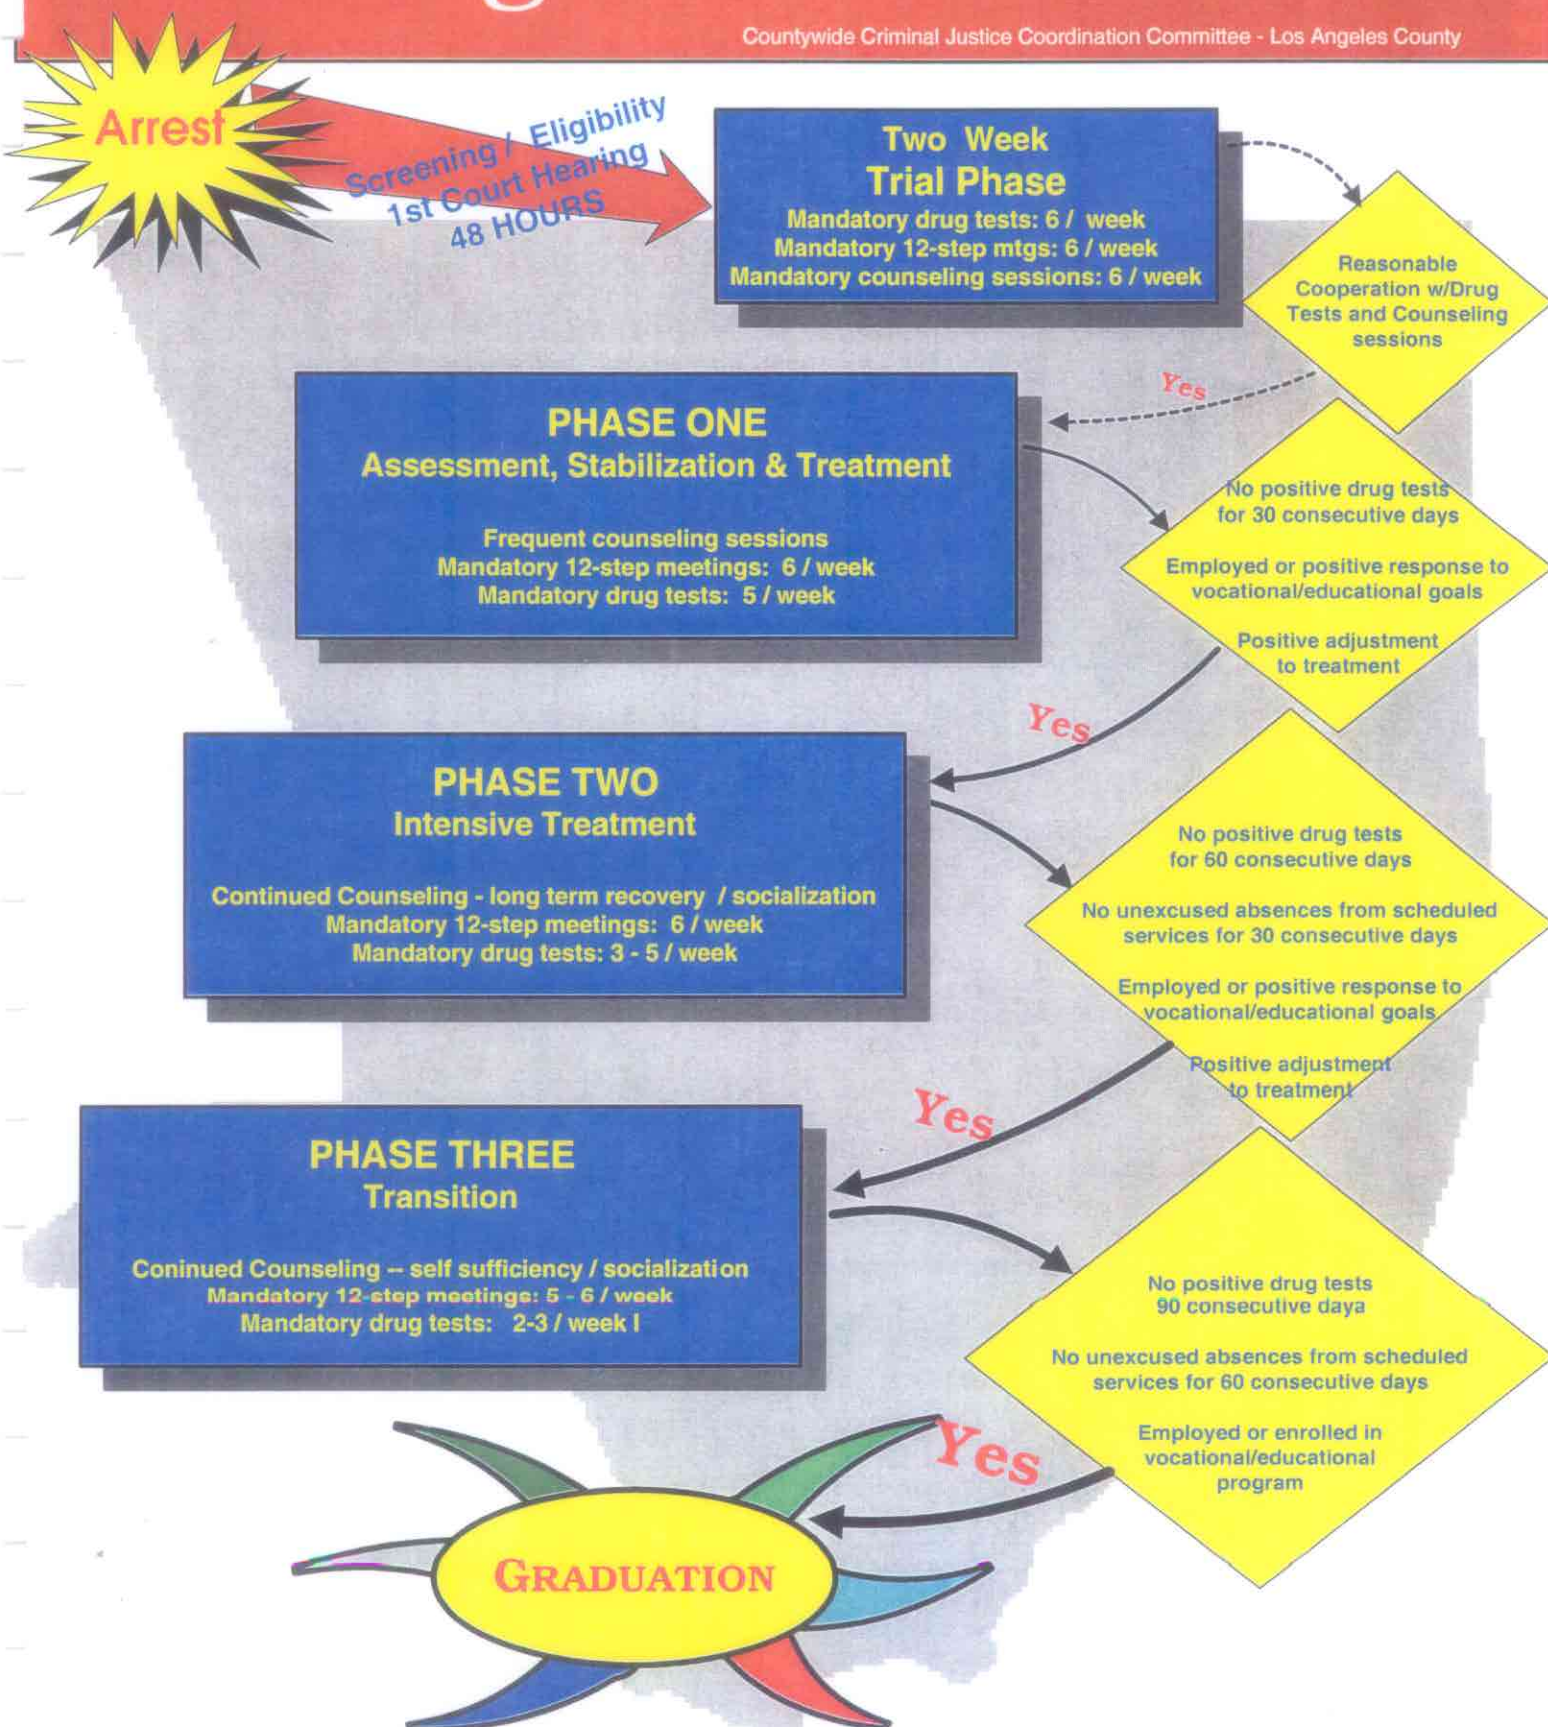 Countywide Criminal Justice Coordination Committee - Los Angeles County
Arrest
Screening / Eligibility
1st Court Hearing
48 HOURS
Two Week
Trial Phase
Mandatory drug tests: 6 / week
Mandatory 12-step mtgs: 6 / week
Mandatory counseling sessions: 6 / week
Reasonable
Cooperation w/Drug
Tests and Counseling
sessions
Yes
PHASE ONE
Assessment, Stabilization & Treatment
Frequent counseling sessions
Mandatory 12-step meetings: 6 / week
Mandatory drug tests: 5 / week
No positive drug tests
for 30 consecutive days
Employed or positive response to
vocational/educational goals
Positive adjustment
to treatment
Yes
PHASE TWO
Intensive Treatment
Continued Counseling - long term recovery / socialization
Mandatory 12-step meetings: 6 / week
Mandatory drug tests: 3 - 5 / week
No positive drug tests
for 60 consecutive days
No unexcused absences from scheduled
services for 30 consecutive days
Employed or positive response to
vocational/educational goals
Positive adjustment
to treatment
Yes
PHASE THREE
Transition
Coninued Counseling -- self sufficiency / socialization
Mandatory 12-step meetings: 5 - 6 / week
Mandatory drug tests: 2-3 / week I
No positive drug tests
90 consecutive daya
No unexcused absences from scheduled
services for 60 consecutive days
Employed or enrolled in
vocational/educational
program
Yes
GRADUATION